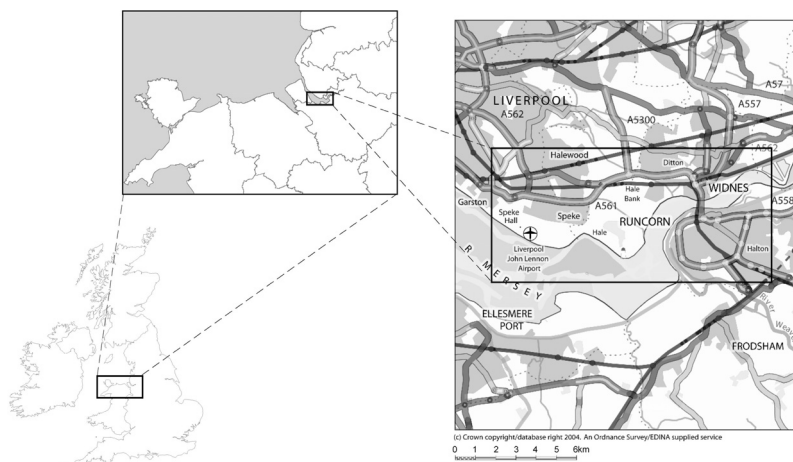 LIVERPOOL
A57
A557
A562
A5300
A562
Halewood
Ditton
WIDNES
Garston
A561
Hale
Bank
A558
Speke
Hall
Speke
RUNCORN
Hale
Halton
Liverpool
John Lennon
Airport
R MERSEY
ELLESMERE
PORT
River
Weav
FRODSHAM
(c) Crown copyright/database right 2004. An Ordnance Survey/EDINA supplied service
0 1 2 3 4 5 6km